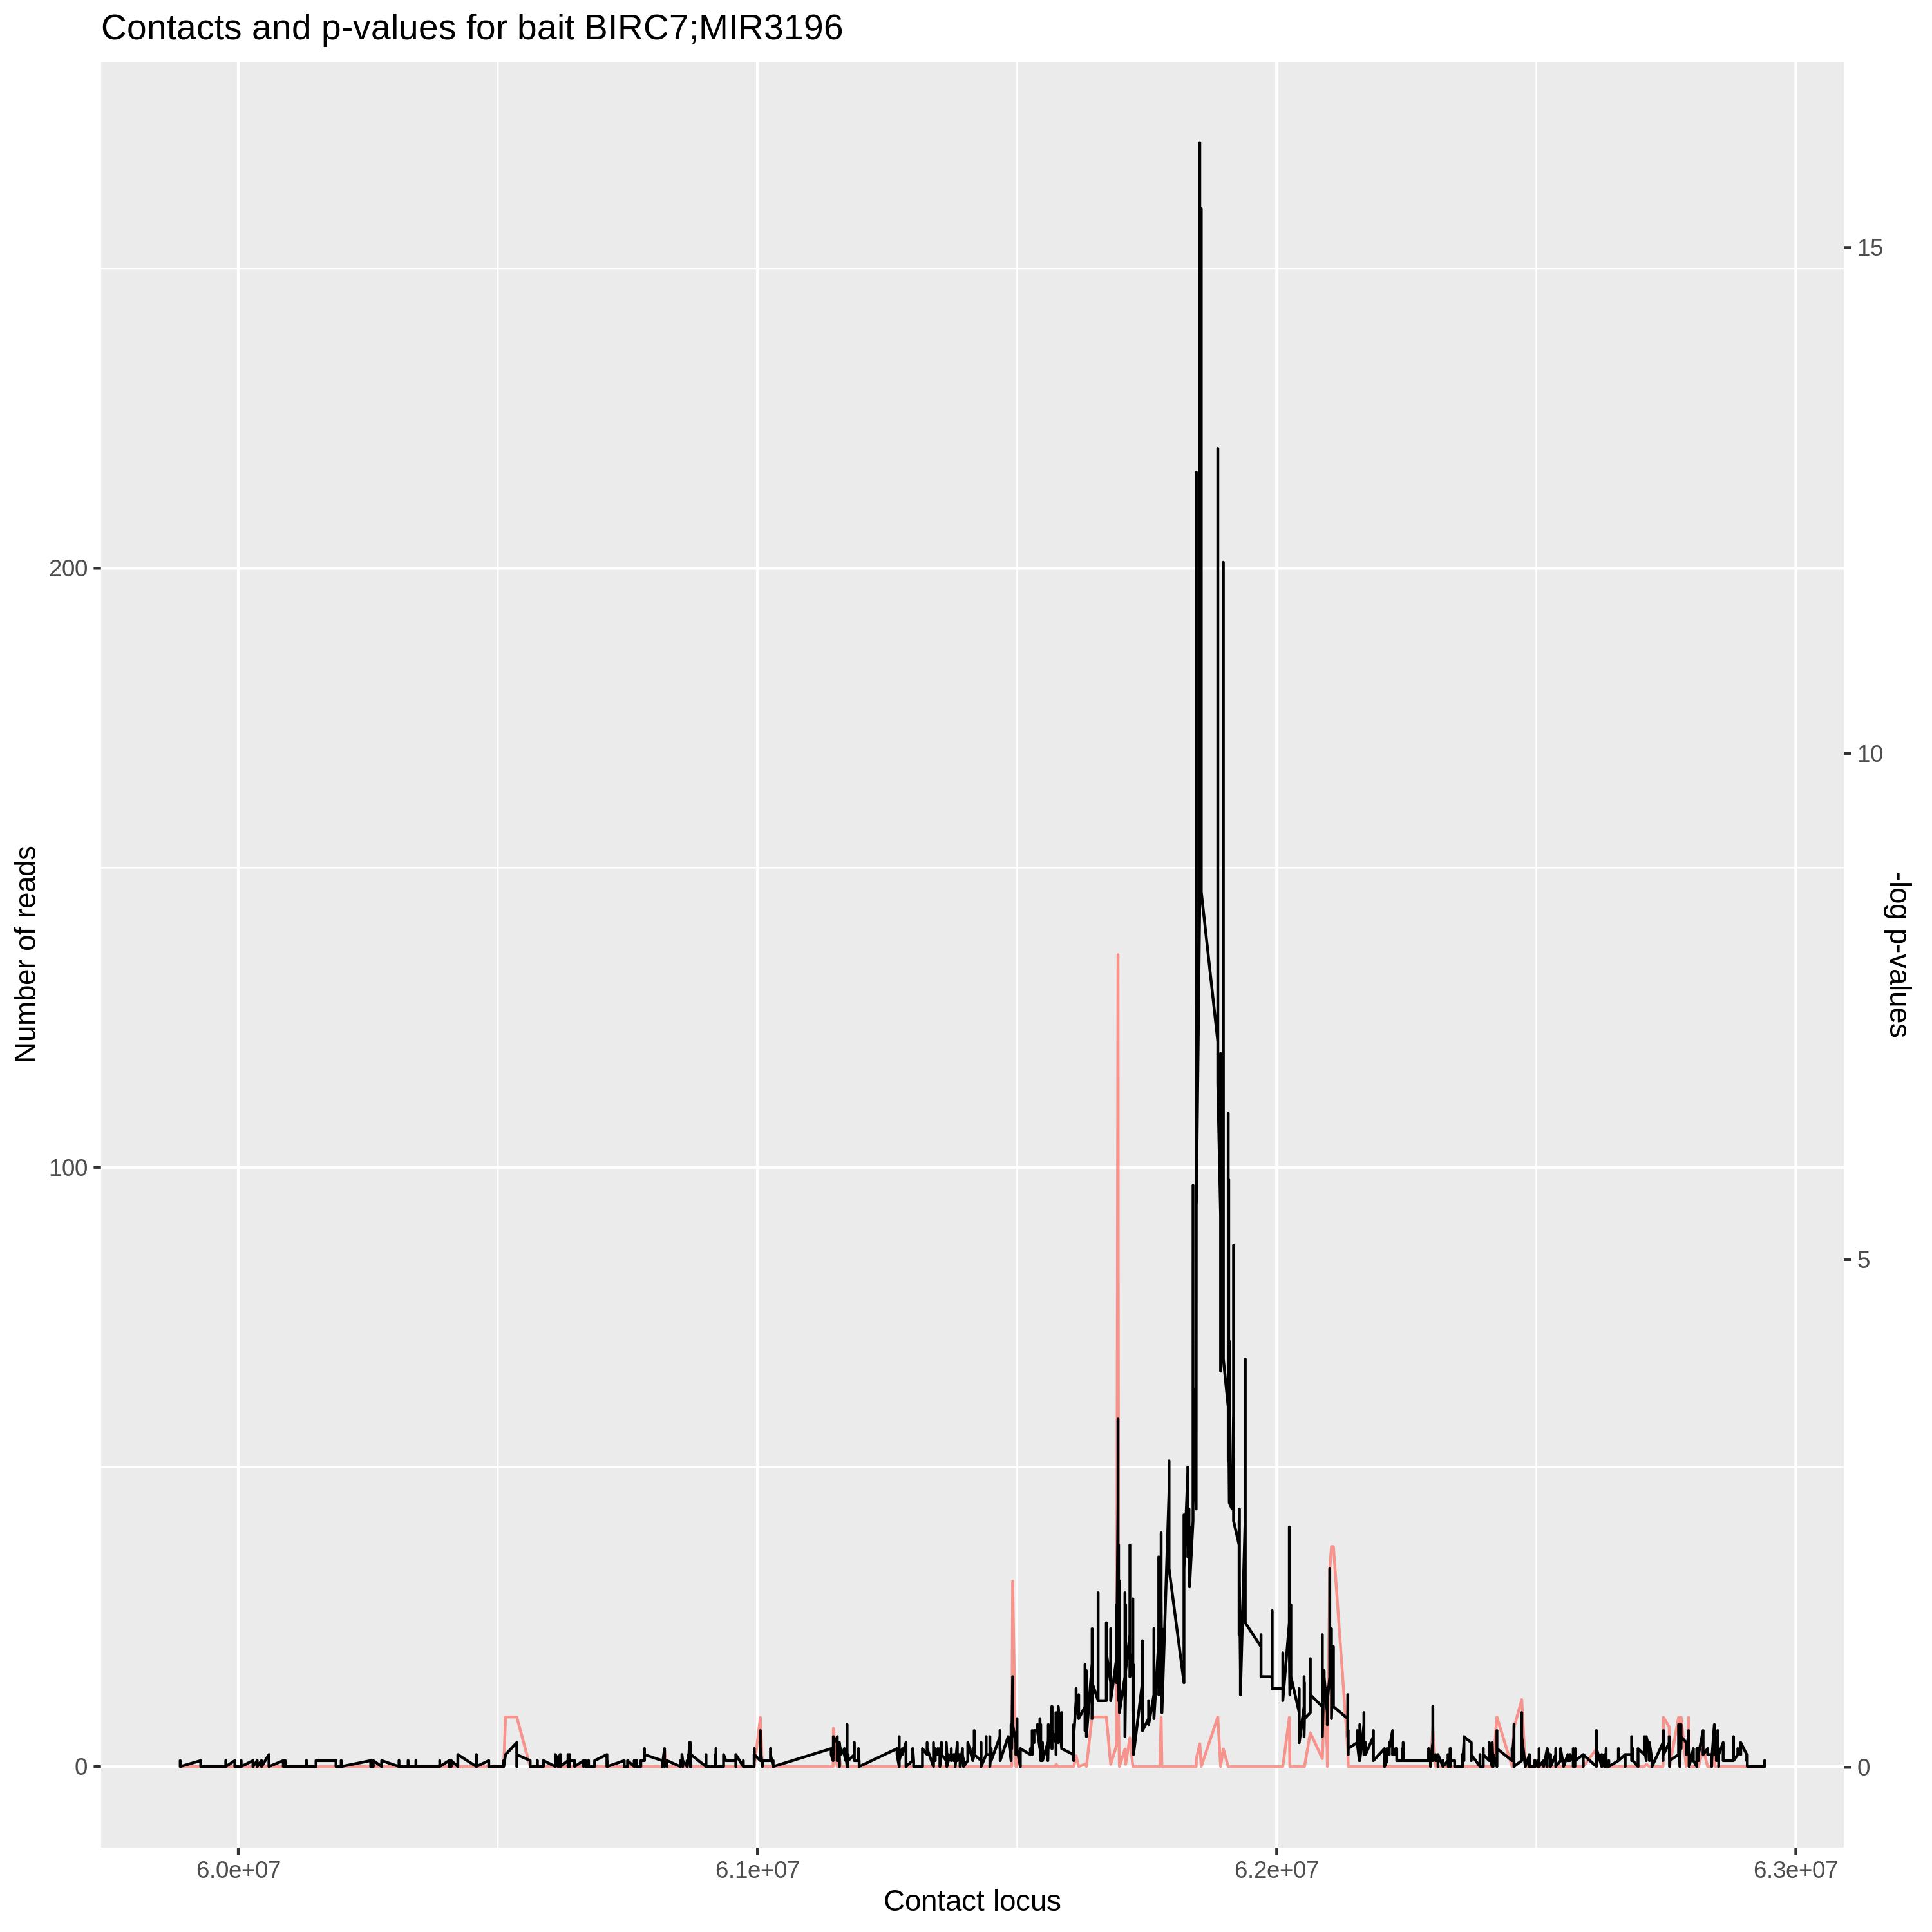 Contacts and p-values for bait BIRC7;MIR3196
Number of reads
200
100
0
15
10
5
0
-log p-values
6.0e+07 6.1e+07 6.2e+07 6.3e+07
Contact locus